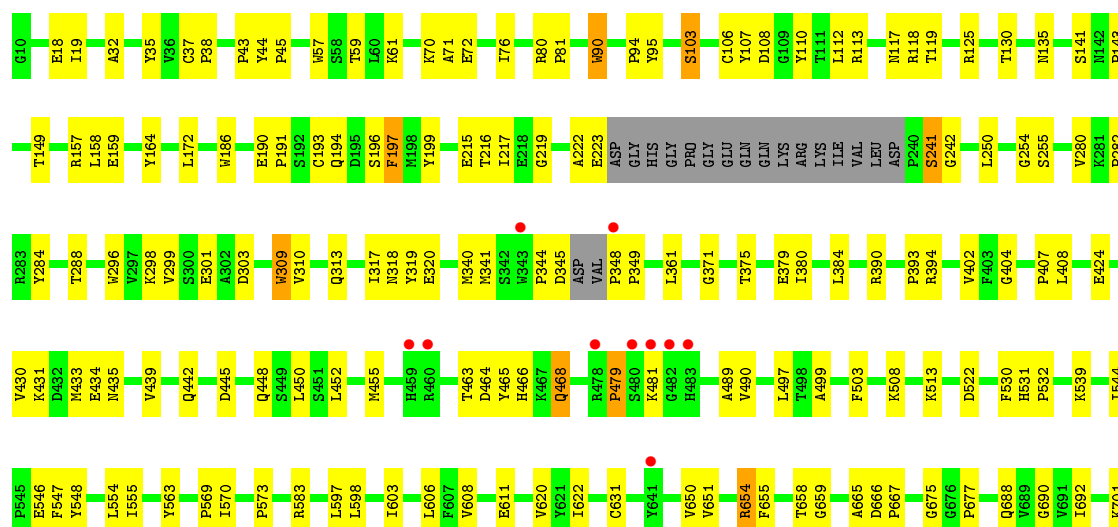 G10 E18 I19 A32 Y35 V36 C37 P38 P43 Y44 P45 W57 S58 T59 L60 K61 K70 A71 E72 I76 R80 P81 W90 P94 Y95 S103 C106 Y107 D108 G109 Y110 T111 L112 R113 N117 R118 T119 R125 T130 N135 S141 N142
T149 R157 L158 E159 Y164 L172 W186 E190 P191 S192 C193 Q194 D195 S196 F197 M198 Y199 E215 T216 I217 E218 G219 A222 E223 ASP GLY HIS GLY PRO GLY GLU GLN GLN LYS ARG LYS ILE VAL LEU ASP P240 S241 G242 L250 G254 S255 V280 K281
R283 Y284 T288 W296 V297 K298 V299 S300 E301 A302 D303 W309 V310 Q313 I317 N318 Y319 E320 M340 M341 S342 W343 P344 D345 ASP VAL P348 P349 L361 G371 T375 E379 I380 L384 R390 P393 R394 V402 F403 G404 P407 L408 E424
V430 K431 D432 M433 E434 N435 V439 Q442 D445 Q448 S449 L450 S451 L452 M455 H459 R460 T463 D464 Y465 H466 K467 Q468 R478 P479 S480 K481 G482 H483 A489 V490 L497 T498 A499 F503 K508 K513 D522 F530 H531 P532 K539
P545 E546 F547 Y548 L554 I555 Y563 P569 I570 P573 R583 L597 L598 I603 L606 F607 V608 E611 V620 Y621 I622 C631 Y641 V650 V651 R654 F655 T658 G659 A665 D666 P667 G675 G676 P677 Q688 V689 G690 V691 I692